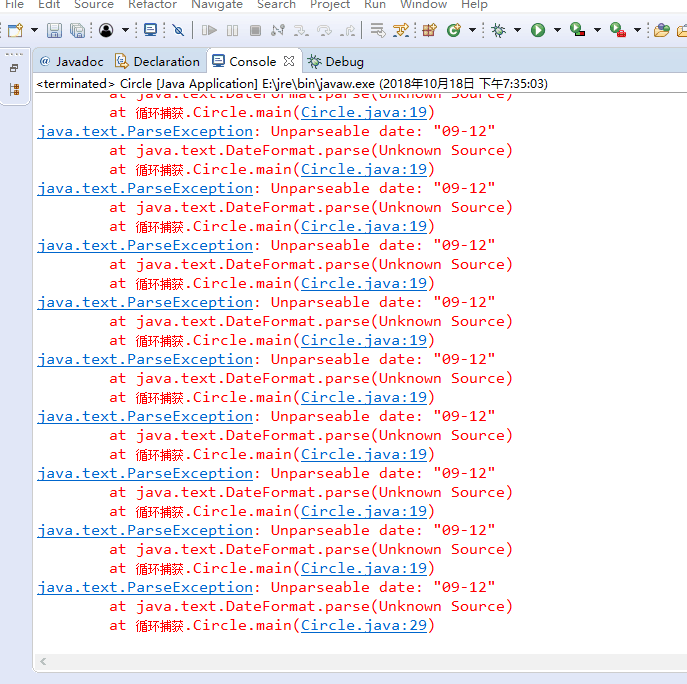 File Edit Source Refactor Navigate Search Project Run Window Help
@ Javadoc Declaration Console Debug
<terminated> Circle [Java Application] E:\jre\bin\javaw.exe (2018年10月18日 下午7:35:03)
at java.text.DateFormat.parse(Unknown Source)
at 循环捕获.Circle.main(Circle.java:19)
java.text.ParseException: Unparseable date: "09-12"
at java.text.DateFormat.parse(Unknown Source)
at 循环捕获.Circle.main(Circle.java:19)
java.text.ParseException: Unparseable date: "09-12"
at java.text.DateFormat.parse(Unknown Source)
at 循环捕获.Circle.main(Circle.java:19)
java.text.ParseException: Unparseable date: "09-12"
at java.text.DateFormat.parse(Unknown Source)
at 循环捕获.Circle.main(Circle.java:19)
java.text.ParseException: Unparseable date: "09-12"
at java.text.DateFormat.parse(Unknown Source)
at 循环捕获.Circle.main(Circle.java:19)
java.text.ParseException: Unparseable date: "09-12"
at java.text.DateFormat.parse(Unknown Source)
at 循环捕获.Circle.main(Circle.java:19)
java.text.ParseException: Unparseable date: "09-12"
at java.text.DateFormat.parse(Unknown Source)
at 循环捕获.Circle.main(Circle.java:19)
java.text.ParseException: Unparseable date: "09-12"
at java.text.DateFormat.parse(Unknown Source)
at 循环捕获.Circle.main(Circle.java:19)
java.text.ParseException: Unparseable date: "09-12"
at java.text.DateFormat.parse(Unknown Source)
at 循环捕获.Circle.main(Circle.java:19)
java.text.ParseException: Unparseable date: "09-12"
at java.text.DateFormat.parse(Unknown Source)
at 循环捕获.Circle.main(Circle.java:29)